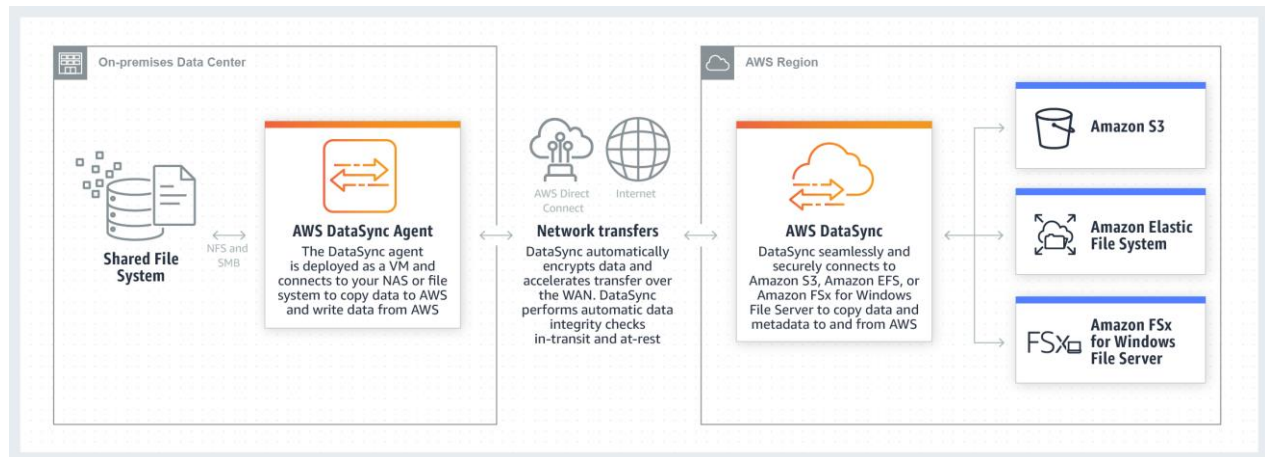 On-premises Data Center
Shared File
System
NFS and
SMB
AWS DataSync Agent
The DataSync agent
is deployed as a VM and
connects to your NAS or file
system to copy data to AWS
and write data from AWS
AWS Direct
Connect
Internet
Network transfers
DataSync automatically
encrypts data and
accelerates transfer over
the WAN. DataSync
performs automatic data
integrity checks
in-transit and at-rest
AWS Region
AWS DataSync
DataSync seamlessly and
securely connects to
Amazon S3, Amazon EFS, or
Amazon FSx for Windows
File Server to copy data and
metadata to and from AWS
Amazon S3
Amazon Elastic
File System
FSx
Amazon FSx
for Windows
File Server